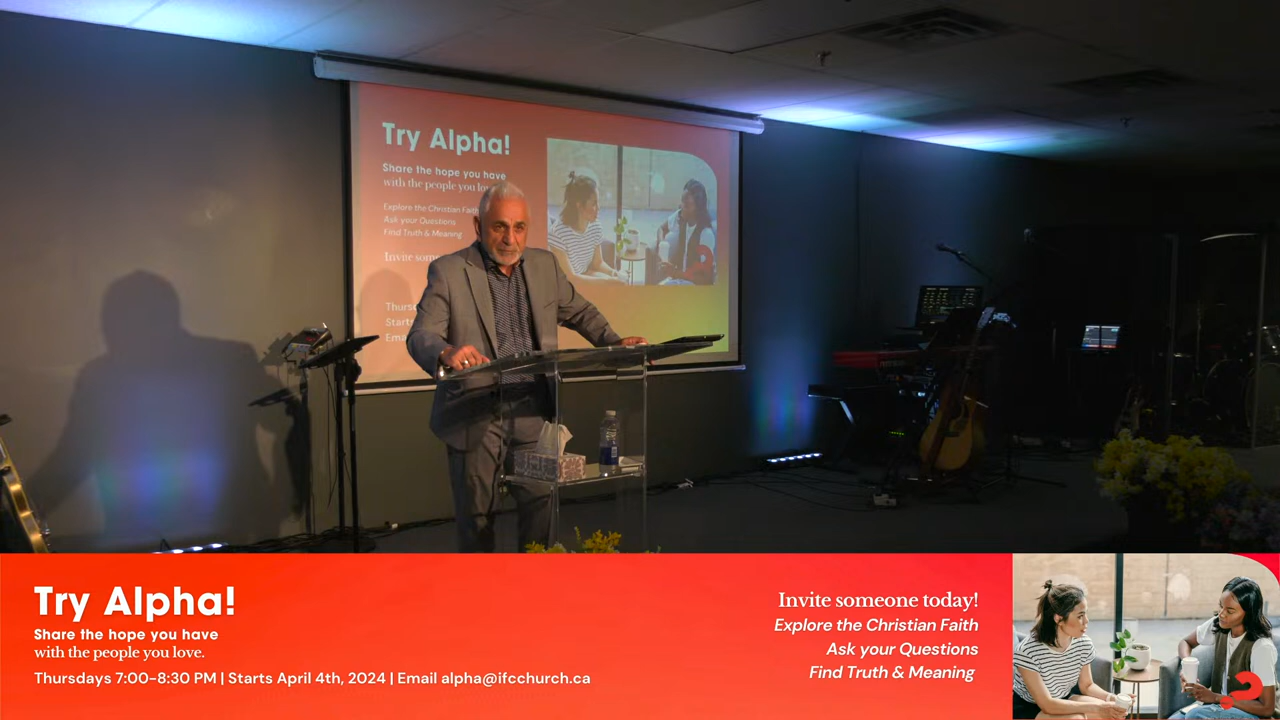 Try Alpha!
Share the hope you have
with the people you
Explore the Christian Faith
Ask your Questions
Find Truth & Meaning
Invite
Try Alpha!
Share the hope you have
with the people you love.
Thursdays 7:00-8:30 PM | Starts April 4th, 2024 | Email alpha@ifcchurch.ca
Invite someone today!
Explore the Christian Faith
Ask your Questions
Find Truth & Meaning